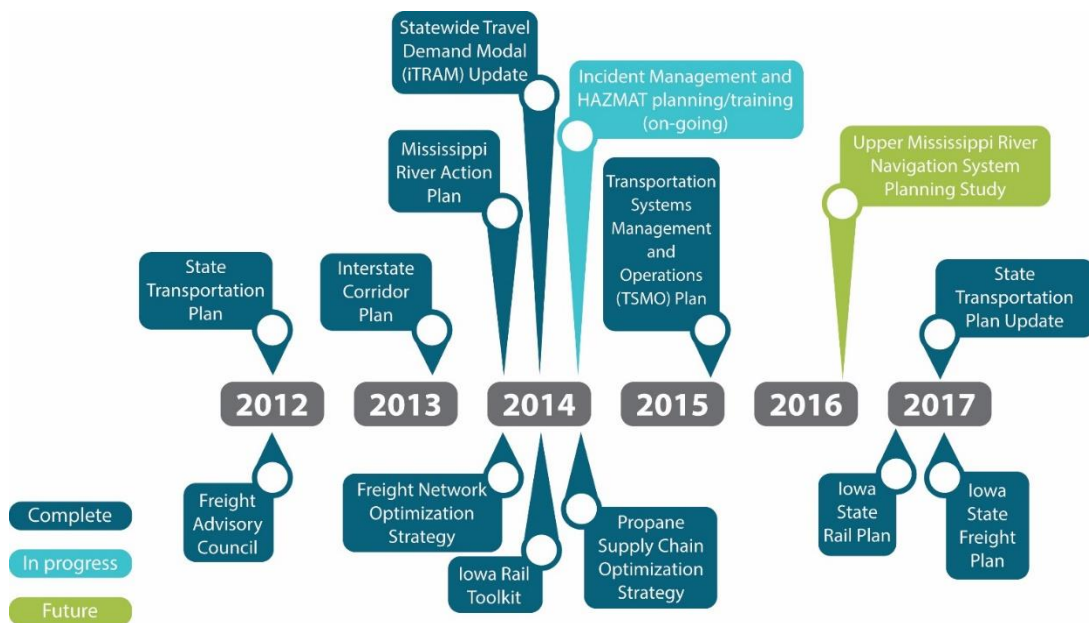 Statewide Travel
Demand Modal
(iTRAM) Update
Incident Management and
HAZMAT planning/training
(on-going)
Mississippi
River Action
Plan
Upper Mississippi River
Navigation System
Planning Study
Transportation
Systems
Management
and
Operations
(TSMO) Plan
State
Transportation
Plan
Interstate
Corridor
Plan
State
Transportation
Plan Update
2012
2013
2014
2015
2016
2017
Freight
Advisory
Council
Freight Network
Optimization
Strategy
Iowa Rail
Toolkit
Propane
Supply Chain
Optimization
Strategy
Iowa
State
Rail Plan
Iowa
State
Freight
Plan
Complete
In progress
Future